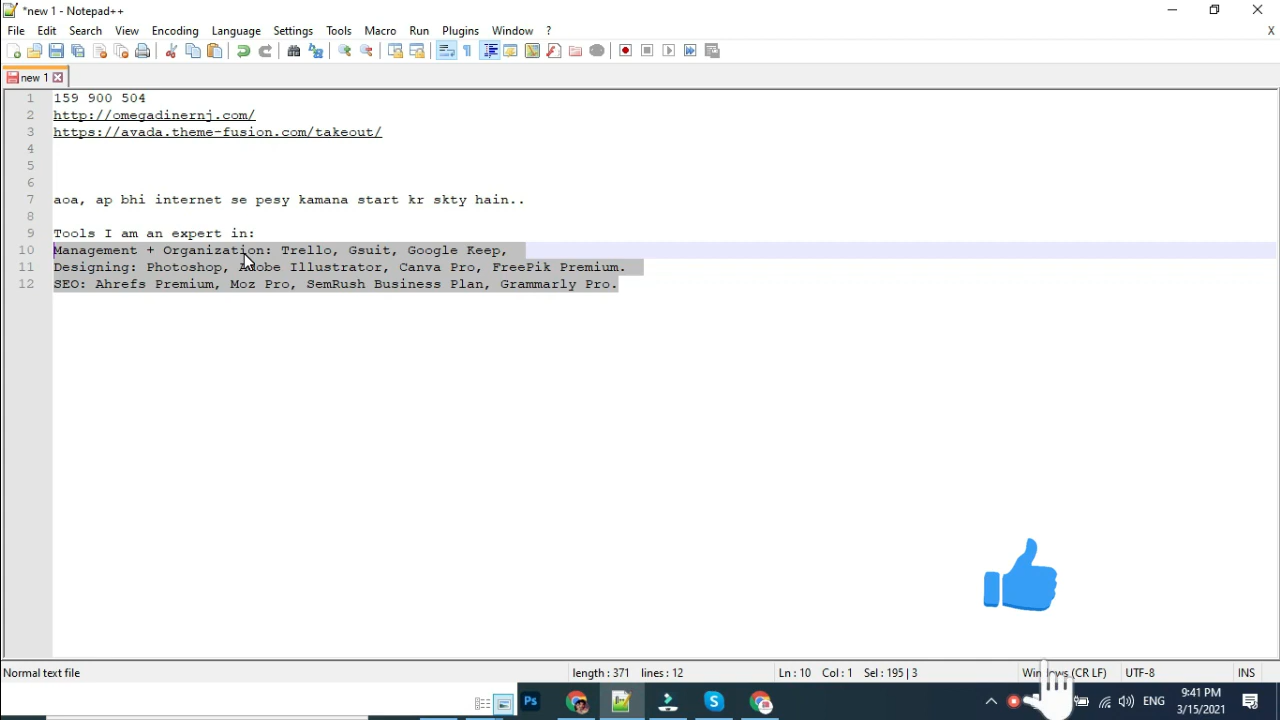 *new 1 - Notepad++
File Edit Search View Encoding Language Settings Tools Macro Run Plugins Window ? X
new 1
1 159 900 504
2 http://omegadinernj.com/
3 https://avada.theme-fusion.com/takeout/
4
5
6
7 aoa, ap bhi internet se pesy kamana start kr skty hain..
8
9 Tools I am an expert in:
10 Management + Organization: Trello, Gsuit, Google Keep,
11 Designing: Photoshop, Adobe Illustrator, Canva Pro, FreePik Premium.
12 SEO: Ahrefs Premium, Moz Pro, SemRush Business Plan, Grammarly Pro.
Normal text file length : 371 lines : 12 Ln : 10 Col : 1 Sel : 195 | 3 Windows (CR LF) UTF-8 INS
Ps ENG 9:41 PM
3/15/2021